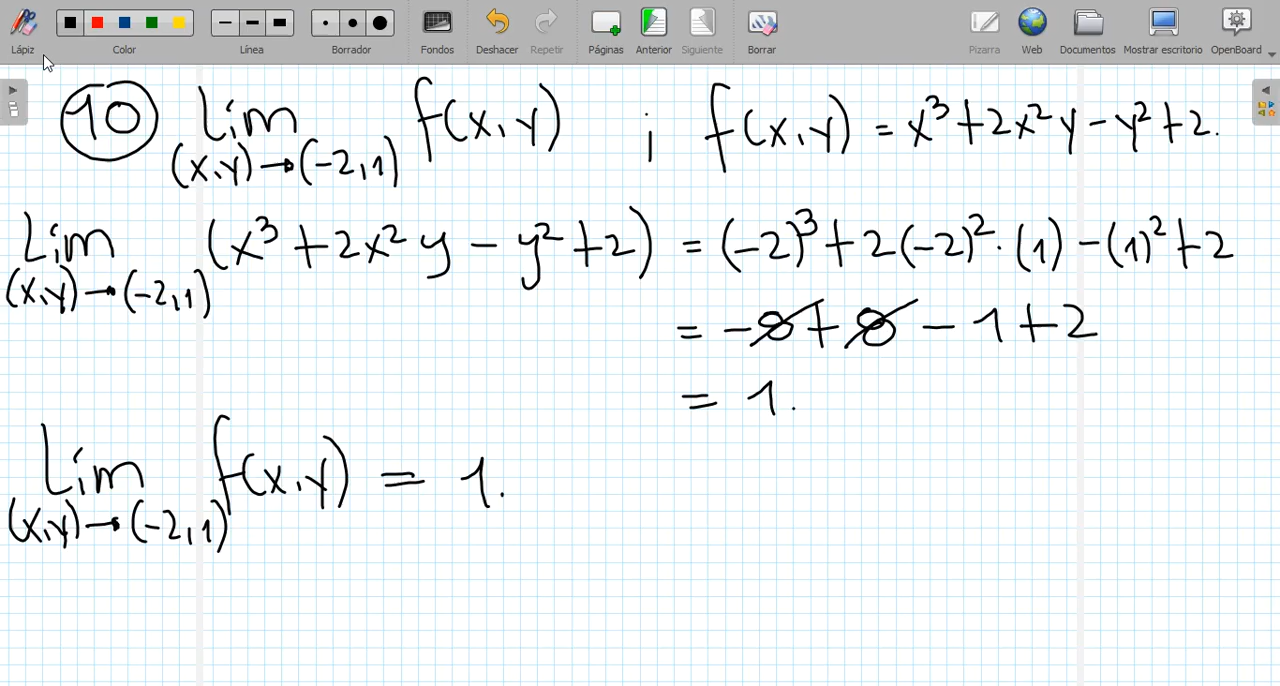 Lápiz Color Línea Borrador Fondos Deshacer Repetir Páginas Anterior Siguiente Borrar Pizarra Web Documentos Mostrar escritorio OpenBoard
10 Lim (x,y)→(-2,1) f(x,y) ; f(x,y) = x³ + 2x²y - y² + 2.
Lim (x,y)→(-2,1) (x³ + 2x²y - y² + 2) = (-2)³ + 2(-2)²·(1) - (1)² + 2
= -8 + 8 - 1 + 2
= 1.
Lim (x,y)→(-2,1) f(x,y) = 1.